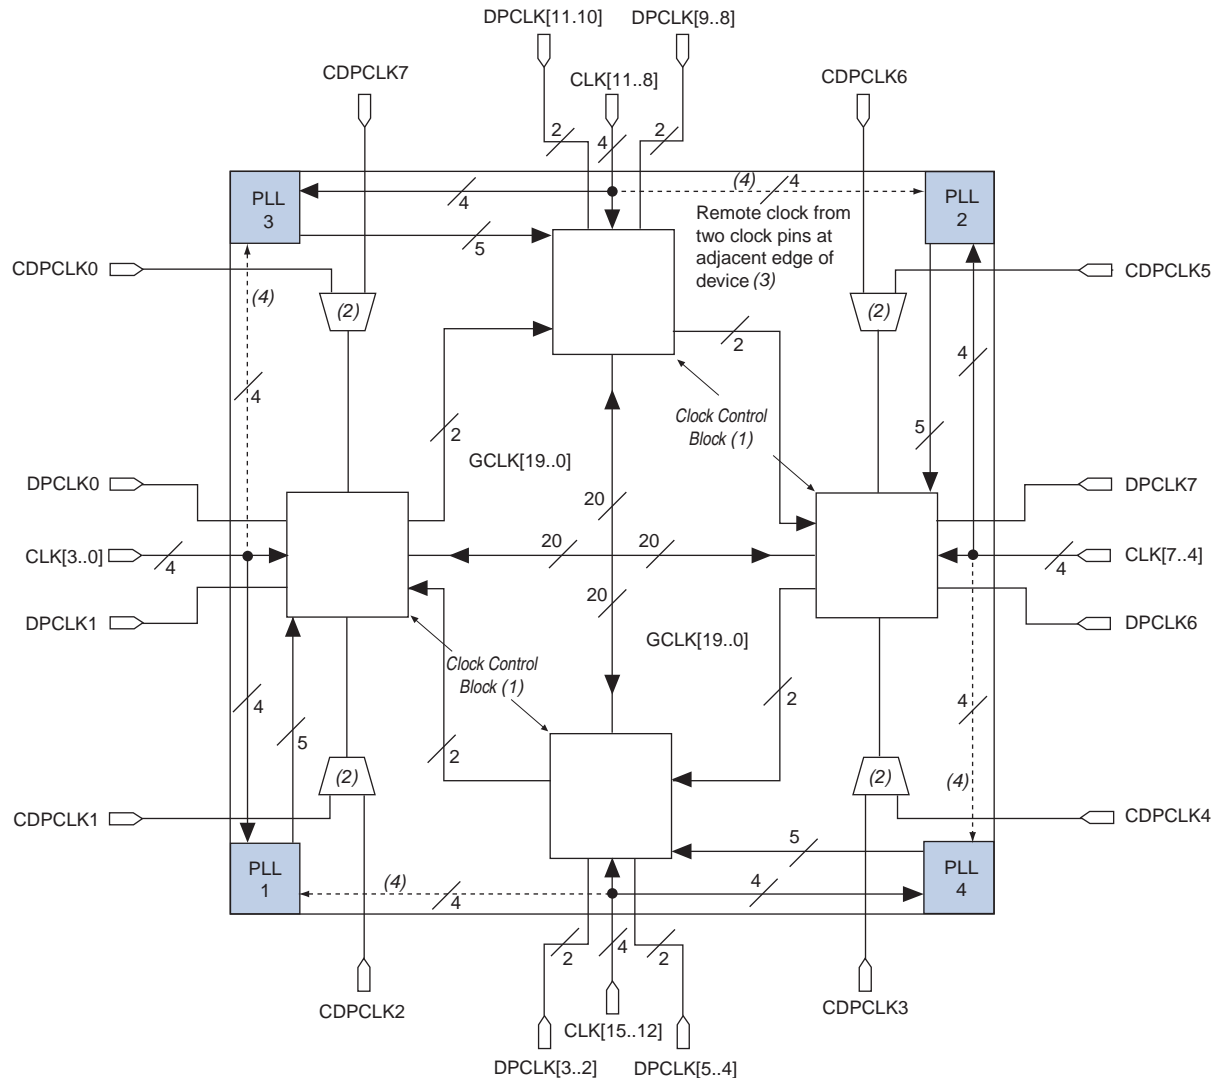 DPCLK[11.10]
DPCLK[9..8]
CDPCLK7
CLK[11..8]
CDPCLK6
2
4
2
PLL
3
4
(4)
4
PLL
2
5
Remote clock from
two clock pins at
adjacent edge of
device (3)
CDPCLK0
(4)
(2)
(2)
CDPCLK5
4
2
4
Clock Control
Block (1)
2
5
GCLK[19..0]
DPCLK0
20
DPCLK7
CLK[3..0]
4
20
20
4
CLK[7..4]
DPCLK1
20
GCLK[19..0]
DPCLK6
Clock Control
Block (1)
4
5
2
2
4
(2)
(2)
(4)
CDPCLK1
CDPCLK4
5
PLL
1
(4)
4
4
PLL
4
2
4
2
CDPCLK2
CLK[15..12]
CDPCLK3
DPCLK[3..2]
DPCLK[5..4]